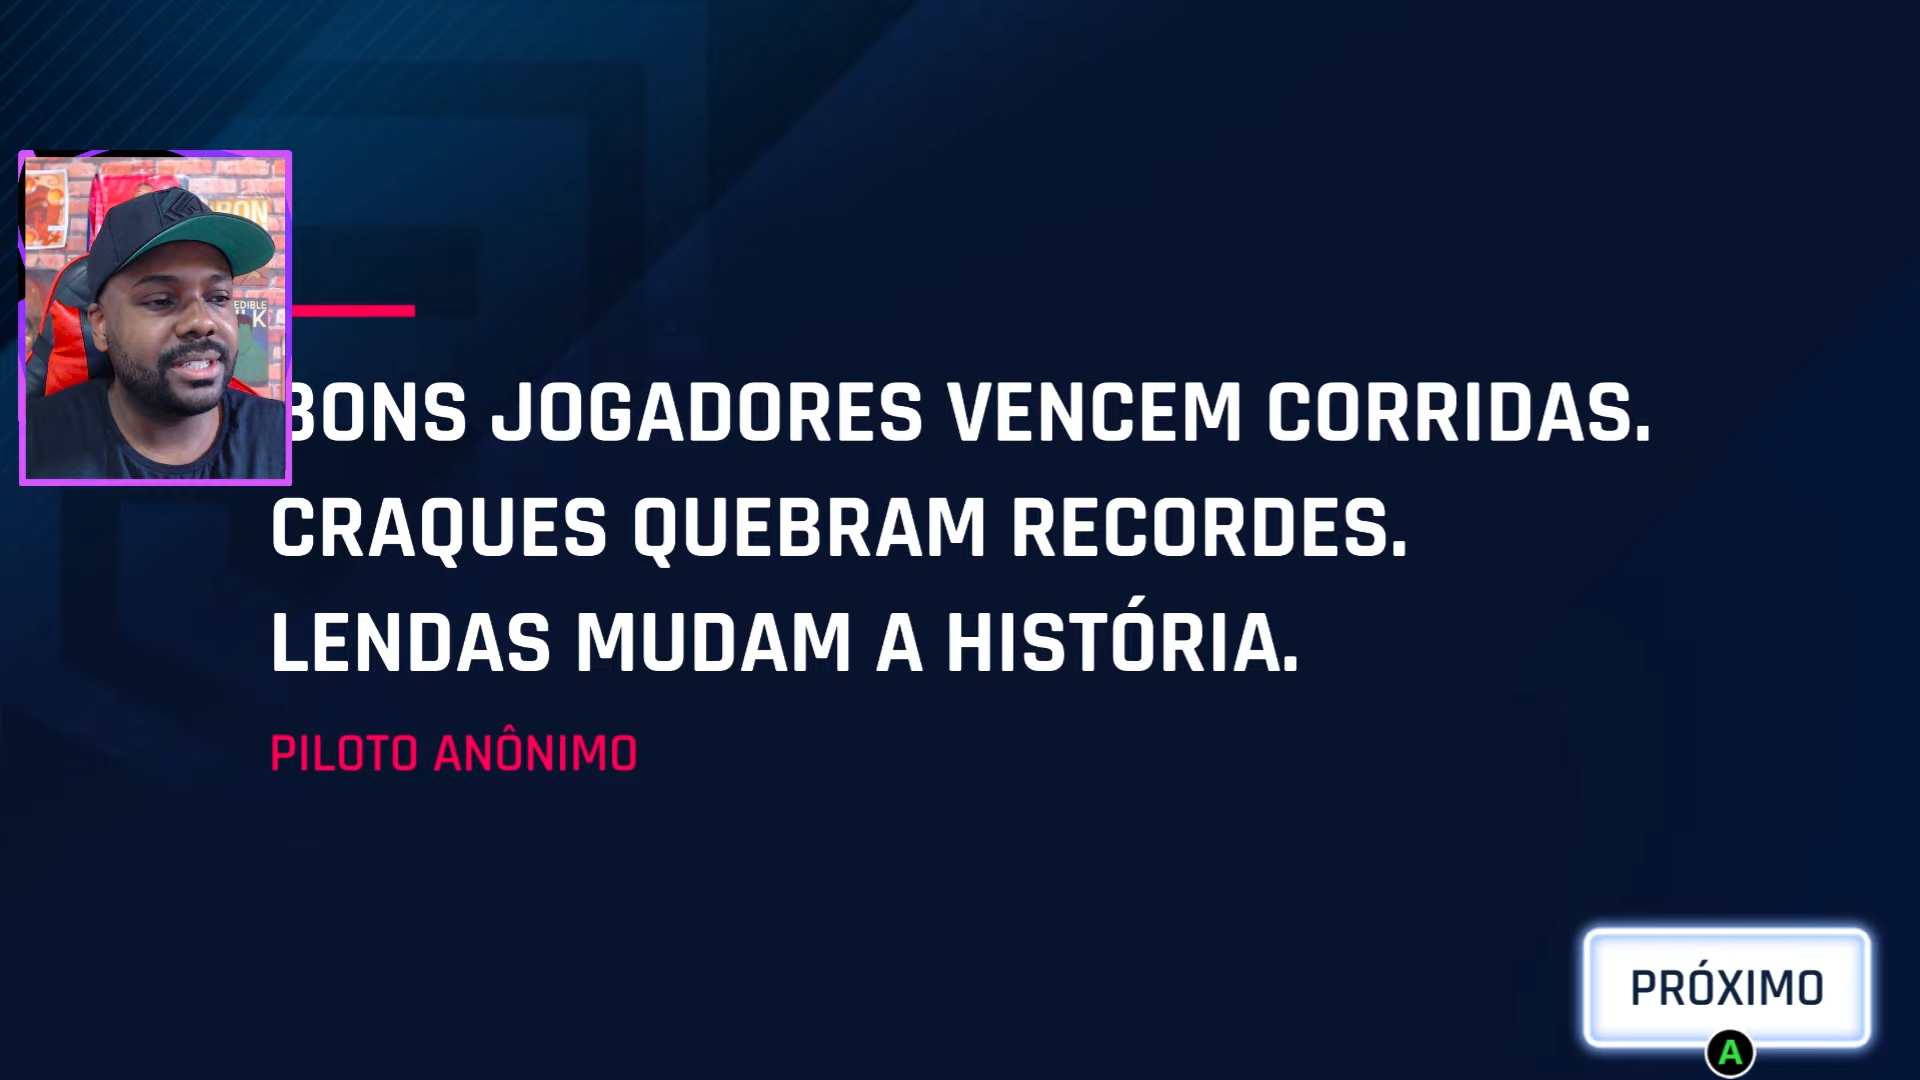 BONS JOGADORES VENCEM CORRIDAS.
CRAQUES QUEBRAM RECORDES.
LENDAS MUDAM A HISTÓRIA.
PILOTO ANÔNIMO
PRÓXIMO
A